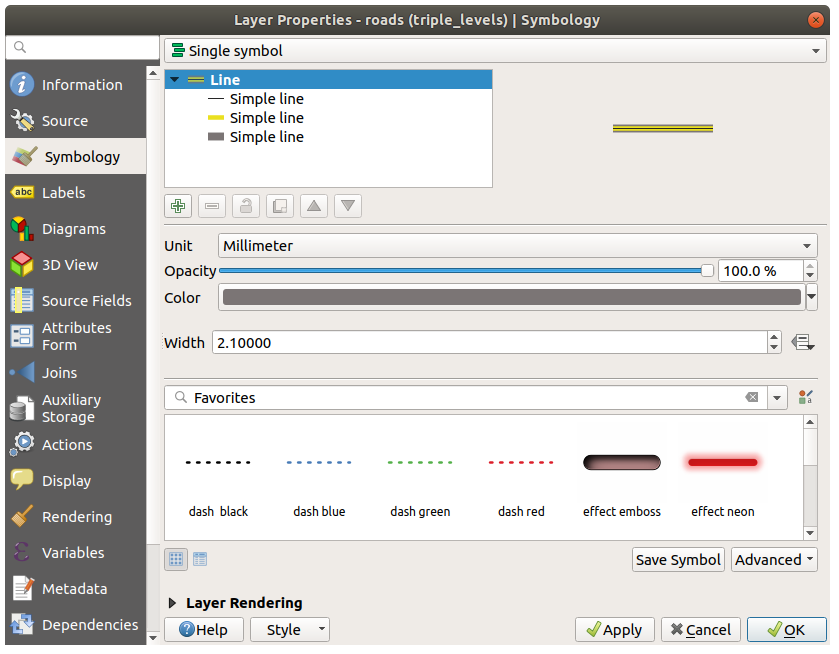 Layer Properties - roads (triple_levels) | Symbology
Information
Source
Symbology
abc Labels
Diagrams
3D View
Source Fields
Attributes
Form
Joins
Auxiliary
Storage
Actions
Display
Rendering
Variables
Metadata
Dependencies
Single symbol
Line
Simple line
Simple line
Simple line
Unit Millimeter
Opacity 100.0 %
Color
Width 2.10000
Favorites
dash black dash blue dash green dash red effect emboss effect neon
Save Symbol Advanced
Layer Rendering
Help Style Apply Cancel OK